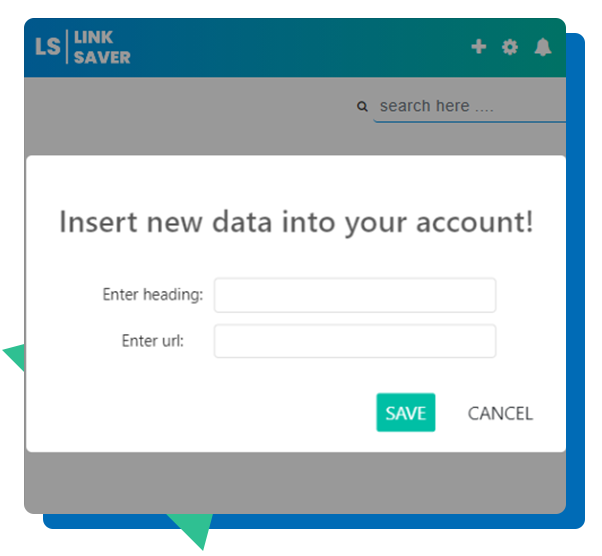 LS LINK
SAVER
search here ....
Insert new data into your account!
Enter heading:
Enter url:
SAVE CANCEL